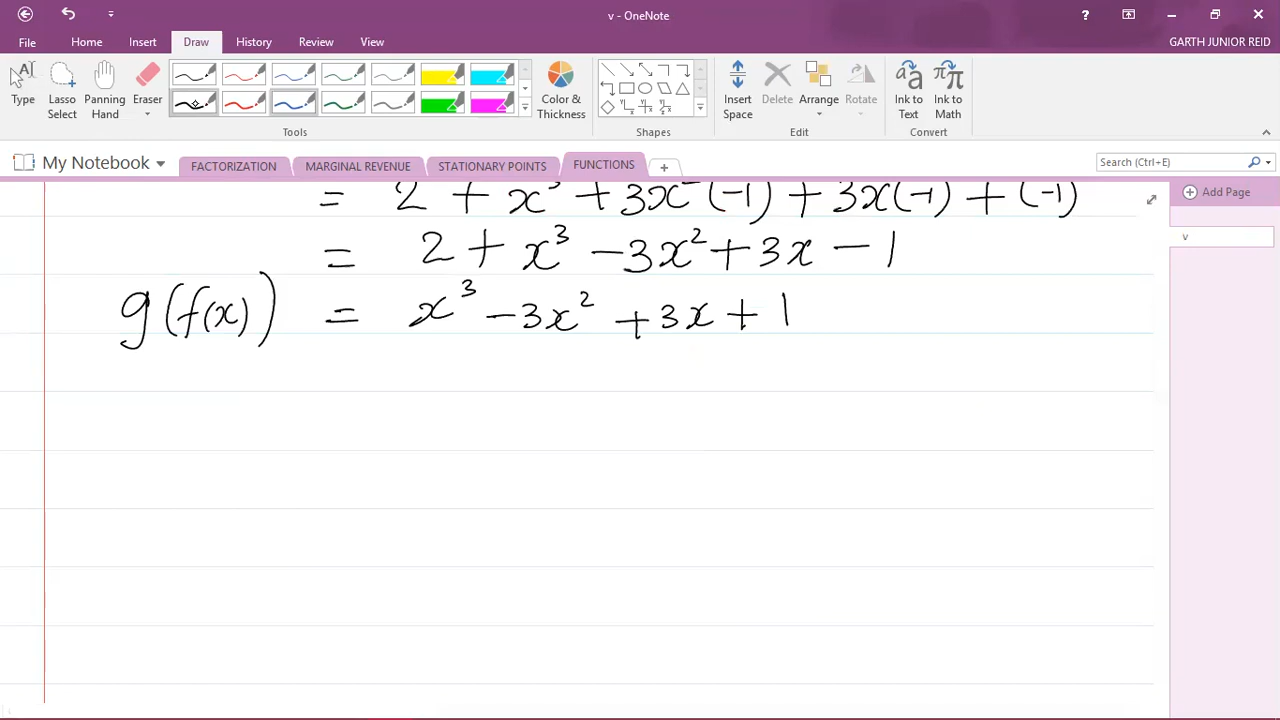 v - OneNote
File Home Insert Draw History Review View GARTH JUNIOR REID
Type Lasso Select Panning Hand Eraser Color & Thickness Insert Space Delete Arrange Rotate Ink to Text Ink to Math
Tools Shapes Edit Convert
My Notebook FACTORIZATION MARGINAL REVENUE STATIONARY POINTS FUNCTIONS Search (Ctrl+E)
Add Page
v
= 2 + x³ + 3x² (-1) + 3x(-1) + (-1)
= 2 + x³ - 3x² + 3x - 1
g(f(x)) = x³ - 3x² + 3x + 1